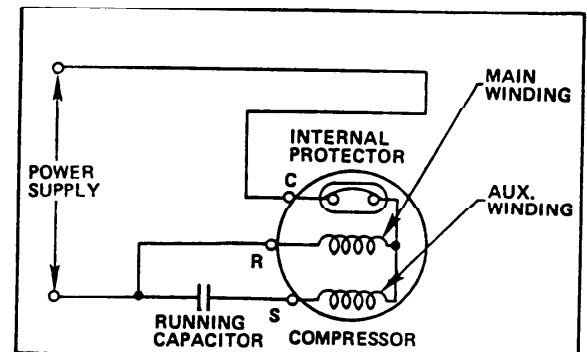 MAIN
WINDING
INTERNAL
PROTECTOR
POWER
SUPPLY
C
AUX.
WINDING
R
S
RUNNING
CAPACITOR
COMPRESSOR